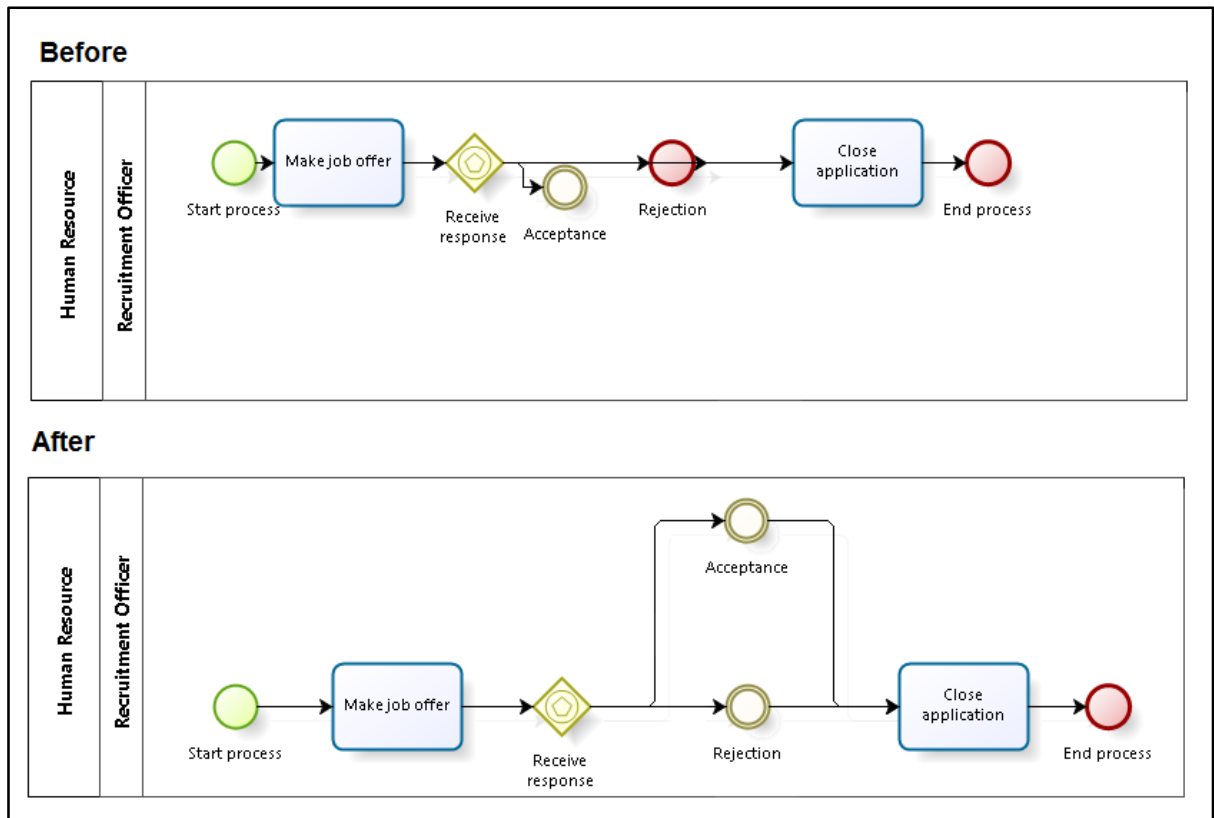 Before
Human Resource
Recruitment Officer
Start process
Make job offer
Receive
response
Acceptance
Rejection
Close
application
End process
After
Human Resource
Recruitment Officer
Start process
Make job offer
Receive
response
Acceptance
Rejection
Close
application
End process